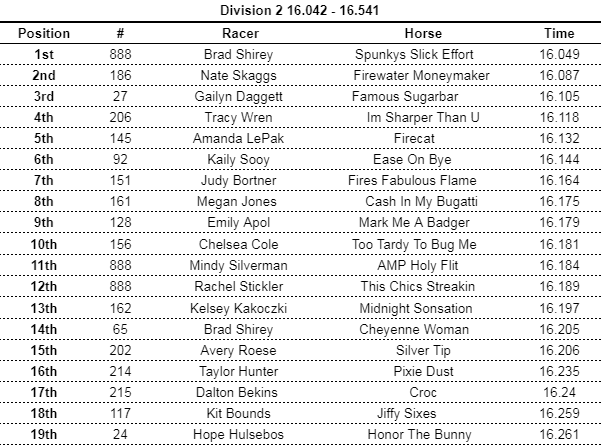 Division 2 16.042 - 16.541
Position # Racer Horse Time
1st 888 Brad Shirey Spunkys Slick Effort 16.049
2nd 186 Nate Skaggs Firewater Moneymaker 16.087
3rd 27 Gailyn Daggett Famous Sugarbar 16.105
4th 206 Tracy Wren Im Sharper Than U 16.118
5th 145 Amanda LePak Firecat 16.132
6th 92 Kaily Sooy Ease On Bye 16.144
7th 151 Judy Bortner Fires Fabulous Flame 16.164
8th 161 Megan Jones Cash In My Bugatti 16.175
9th 128 Emily Apol Mark Me A Badger 16.179
10th 156 Chelsea Cole Too Tardy To Bug Me 16.181
11th 888 Mindy Silverman AMP Holy Flit 16.184
12th 888 Rachel Stickler This Chics Streakin 16.189
13th 162 Kelsey Kakoczki Midnight Sonsation 16.197
14th 65 Brad Shirey Cheyenne Woman 16.205
15th 202 Avery Roese Silver Tip 16.206
16th 214 Taylor Hunter Pixie Dust 16.235
17th 215 Dalton Bekins Croc 16.24
18th 117 Kit Bounds Jiffy Sixes 16.259
19th 24 Hope Hulsebos Honor The Bunny 16.261